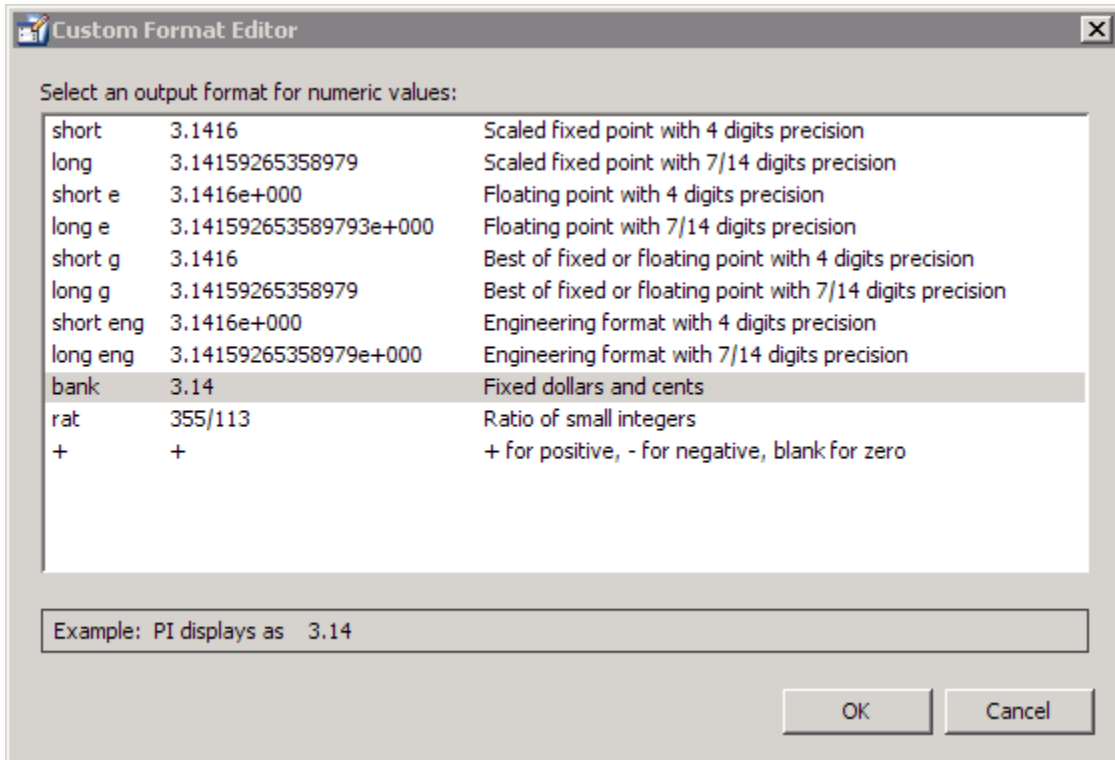 Custom Format Editor
Select an output format for numeric values:
short 3.1416 Scaled fixed point with 4 digits precision
long 3.14159265358979 Scaled fixed point with 7/14 digits precision
short e 3.1416e+000 Floating point with 4 digits precision
long e 3.141592653589793e+000 Floating point with 7/14 digits precision
short g 3.1416 Best of fixed or floating point with 4 digits precision
long g 3.14159265358979 Best of fixed or floating point with 7/14 digits precision
short eng 3.1416e+000 Engineering format with 4 digits precision
long eng 3.14159265358979e+000 Engineering format with 7/14 digits precision
bank 3.14 Fixed dollars and cents
rat 355/113 Ratio of small integers
+ + + for positive, - for negative, blank for zero
Example: PI displays as 3.14
OK Cancel